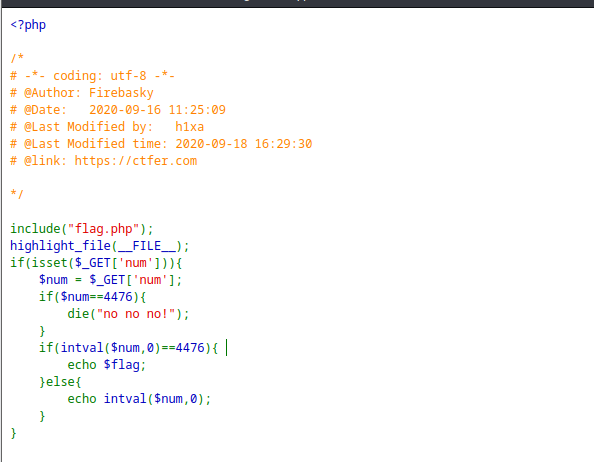 <?php
/*
# -*- coding: utf-8 -*-
# @Author: Firebasky
# @Date:   2020-09-16 11:25:09
# @Last Modified by:   h1xa
# @Last Modified time: 2020-09-18 16:29:30
# @link: https://ctfer.com
*/
include("flag.php");
highlight_file(__FILE__);
if(isset($_GET['num'])){
    $num = $_GET['num'];
    if($num==4476){
        die("no no no!");
    }
    if(intval($num,0)==4476){
        echo $flag;
    }else{
        echo intval($num,0);
    }
}